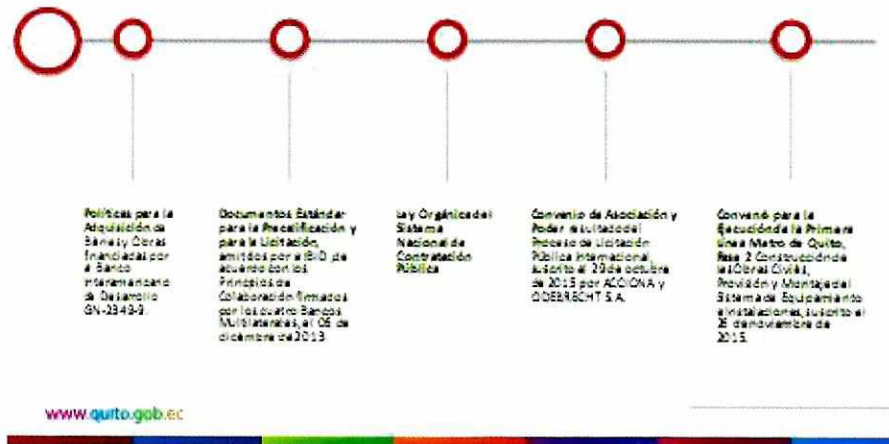 Políticas para la
Adquisición de
Bienes y Obras
financiadas por
el Banco
Interamericano
de Desarrollo
GN-2349-9.
Documentos Estándar
para la Precalificación y
para la Licitación,
emitidos por el BID, de
acuerdo con los
Principios de
Colaboración firmados
por los cuatro Bancos
Multilaterales, el 06 de
diciembre de 2013
Ley Orgánica del
Sistema
Nacional de
Contratación
Pública
Convenio de Asociación y
Poder resultado del
Proceso de Licitación
Pública Internacional,
suscrito el 29 de octubre
de 2015 por ACCIONA y
ODEBRECHT S.A.
Convenio para la
Ejecución de la Primera
Línea Metro de Quito,
Fase 2 Construcción de
las Obras Civiles,
Provisión y Montaje del
Sistema de Equipamiento
e Instalaciones, suscrito el
26 de noviembre de
2015.
www.quito.gob.ec